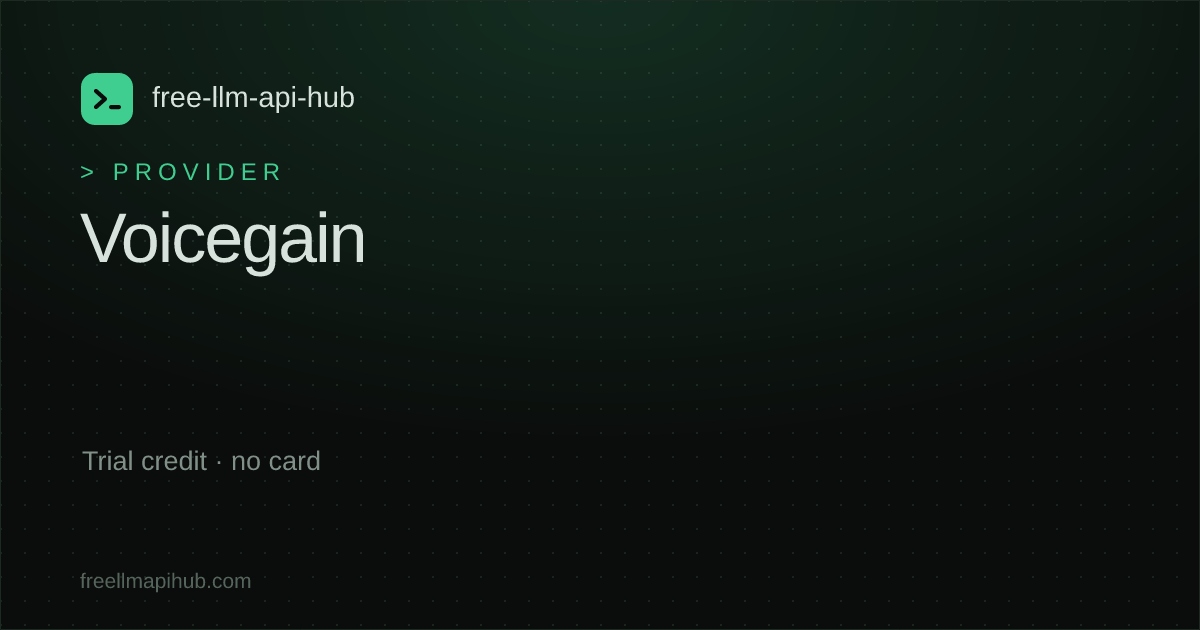 free-llm-api-hub
> PROVIDER
Voicegain
Trial credit · no card
freellmapihub.com